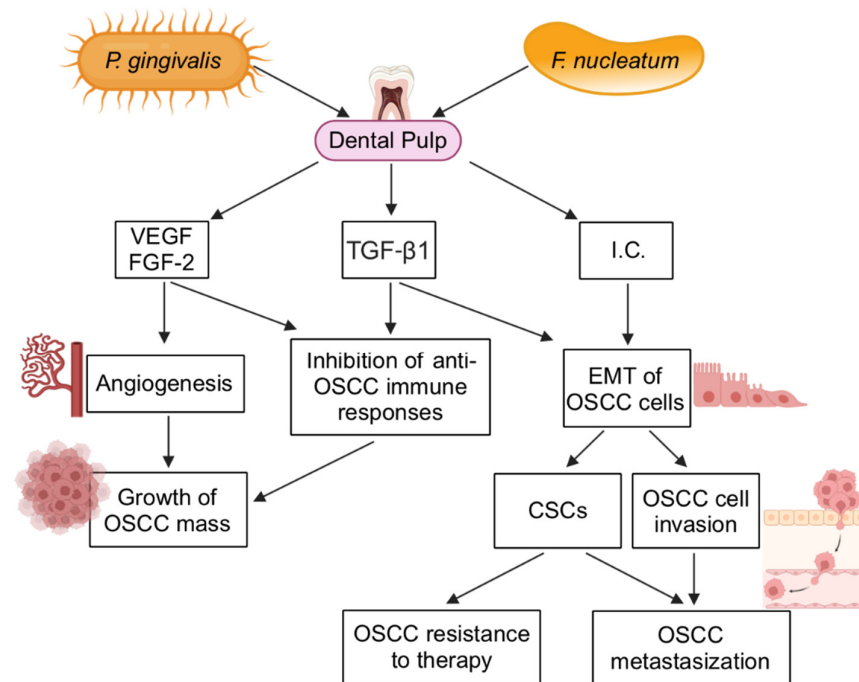 P. gingivalis
F. nucleatum
Dental Pulp
VEGF
FGF-2
TGF-β1
I.C.
Angiogenesis
Inhibition of anti-
OSCC immune
responses
EMT of
OSCC cells
Growth of
OSCC mass
CSCs
OSCC cell
invasion
OSCC resistance
to therapy
OSCC
metastasization